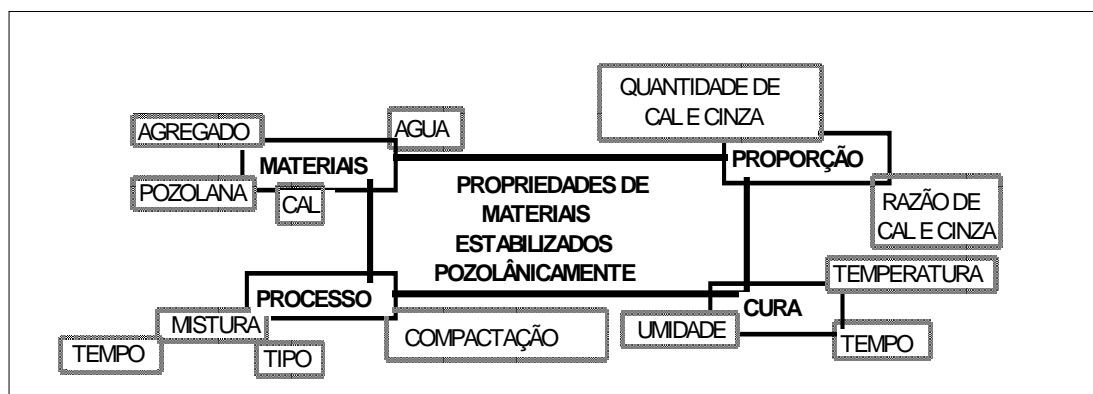 AGREGADO
AGUA
MATERIAIS
POZOLANA
CAL
QUANTIDADE DE
CAL E CINZA
PROPORÇÃO
RAZÃO DE
CAL E CINZA
PROPRIEDADES DE
MATERIAIS
ESTABILIZADOS
POZOLÂNICAMENTE
PROCESSO
MISTURA
TEMPO
TIPO
COMPACTAÇÃO
TEMPERATURA
CURA
UMIDADE
TEMPO